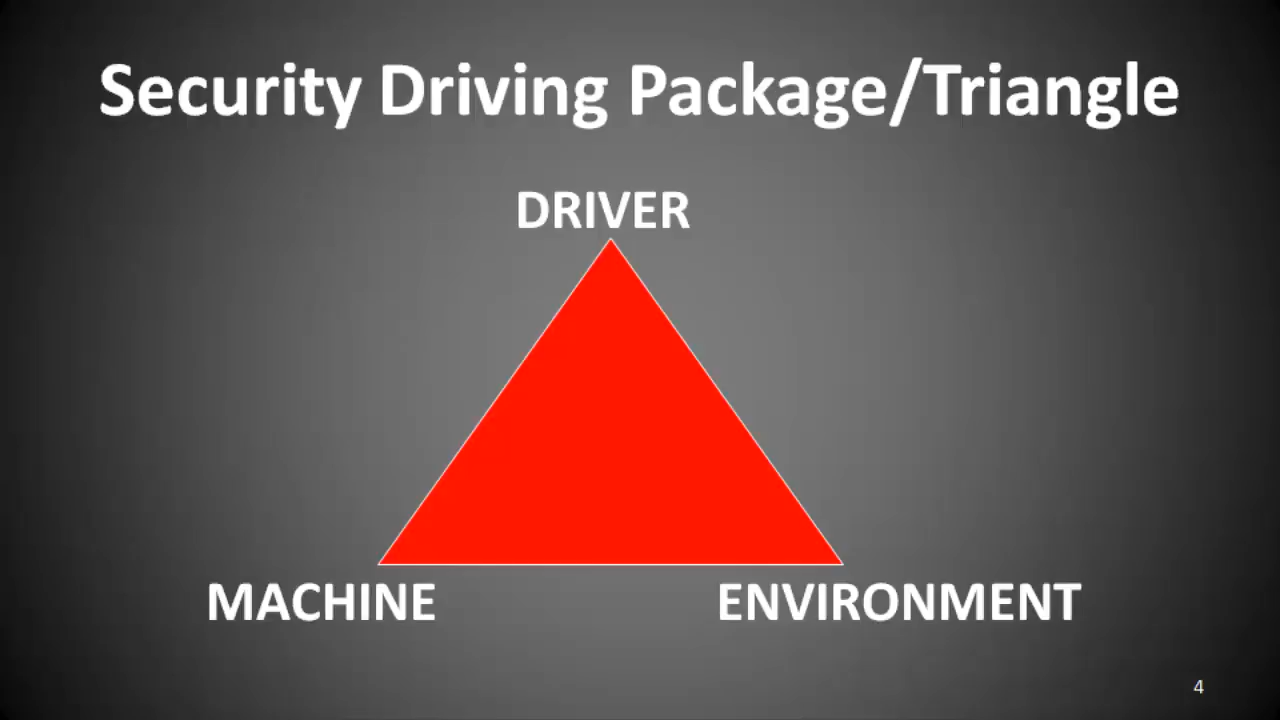 Security Driving Package/Triangle
DRIVER
MACHINE
ENVIRONMENT
4